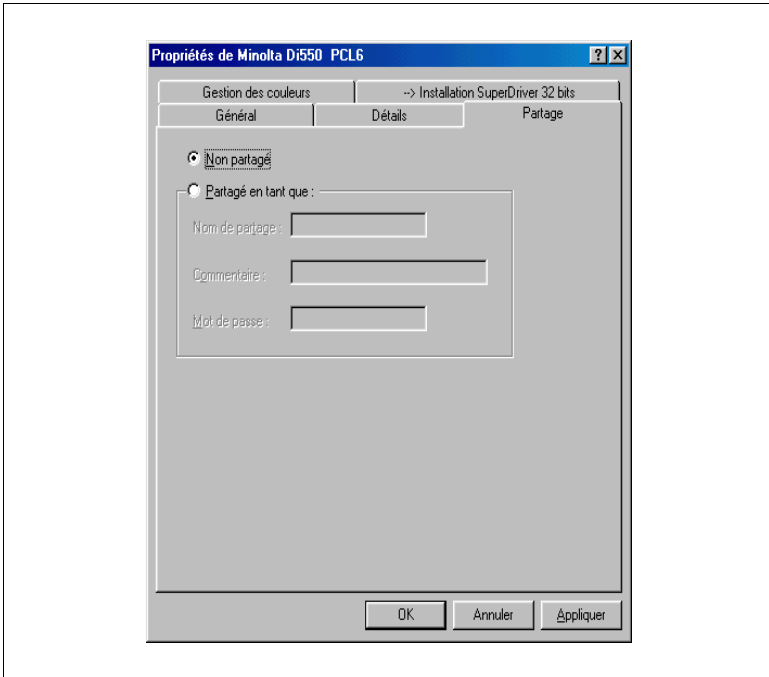 Propriétés de Minolta Di550 PCL6
Gestion des couleurs
--> Installation SuperDriver 32 bits
Général
Détails
Partage
Non partagé
Partagé en tant que :
Nom de partage :
Commentaire :
Mot de passe :
OK
Annuler
Appliquer